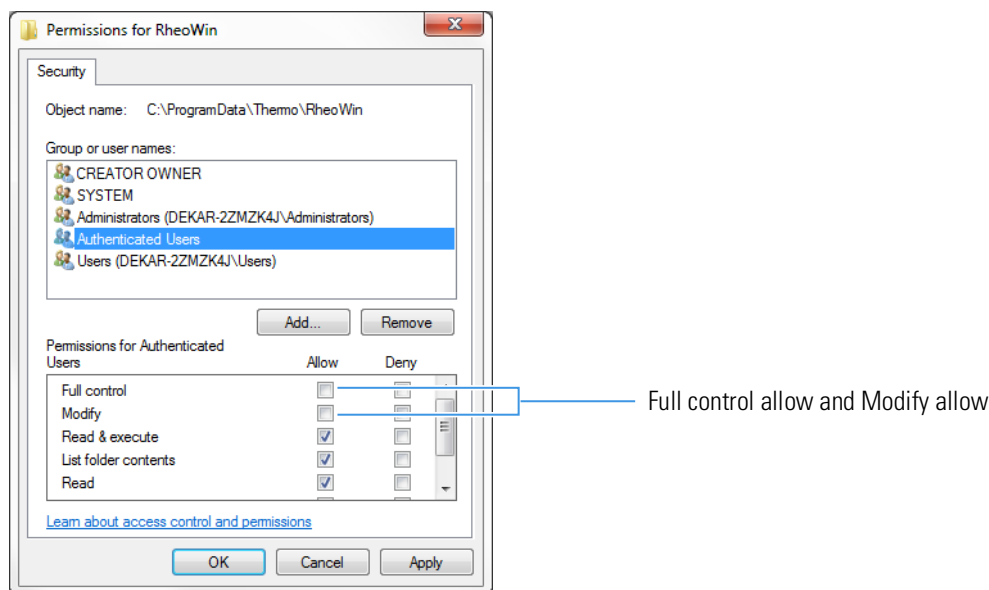 Permissions for RheoWin
Security
Object name: C:\ProgramData\Thermo\RheoWin
Group or user names:
CREATOR OWNER
SYSTEM
Administrators (DEKAR-2ZMZK4J\Administrators)
Authenticated Users
Users (DEKAR-2ZMZK4J\Users)
Add... Remove
Permissions for Authenticated
Users Allow Deny
Full control
Modify
Read & execute
List folder contents
Read
Full control allow and Modify allow
Learn about access control and permissions
OK Cancel Apply